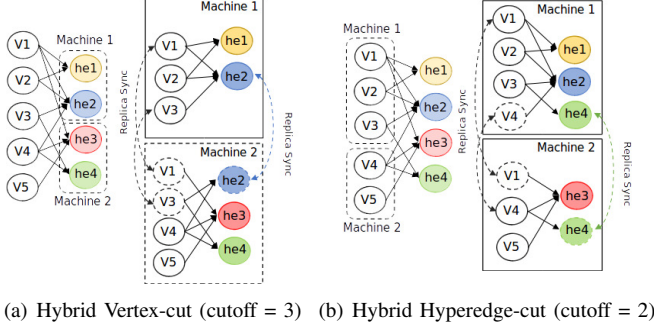 V1
V2
V3
V4
V5
Machine 1
he1
he2
he3
he4
Machine 2
Replica Sync
Machine 1
V1
V2
V3
he1
he2
Replica Sync
Machine 2
V1
V3
V4
V5
he2
he3
he4
Machine 1
V1
V2
V3
V4
V5
Machine 2
he1
he2
he3
he4
Replica Sync
Machine 1
V1
V2
V3
V4
he1
he2
he4
Replica Sync
Machine 2
V1
V4
V5
he3
he4
(a) Hybrid Vertex-cut (cutoff = 3) (b) Hybrid Hyperedge-cut (cutoff = 2)